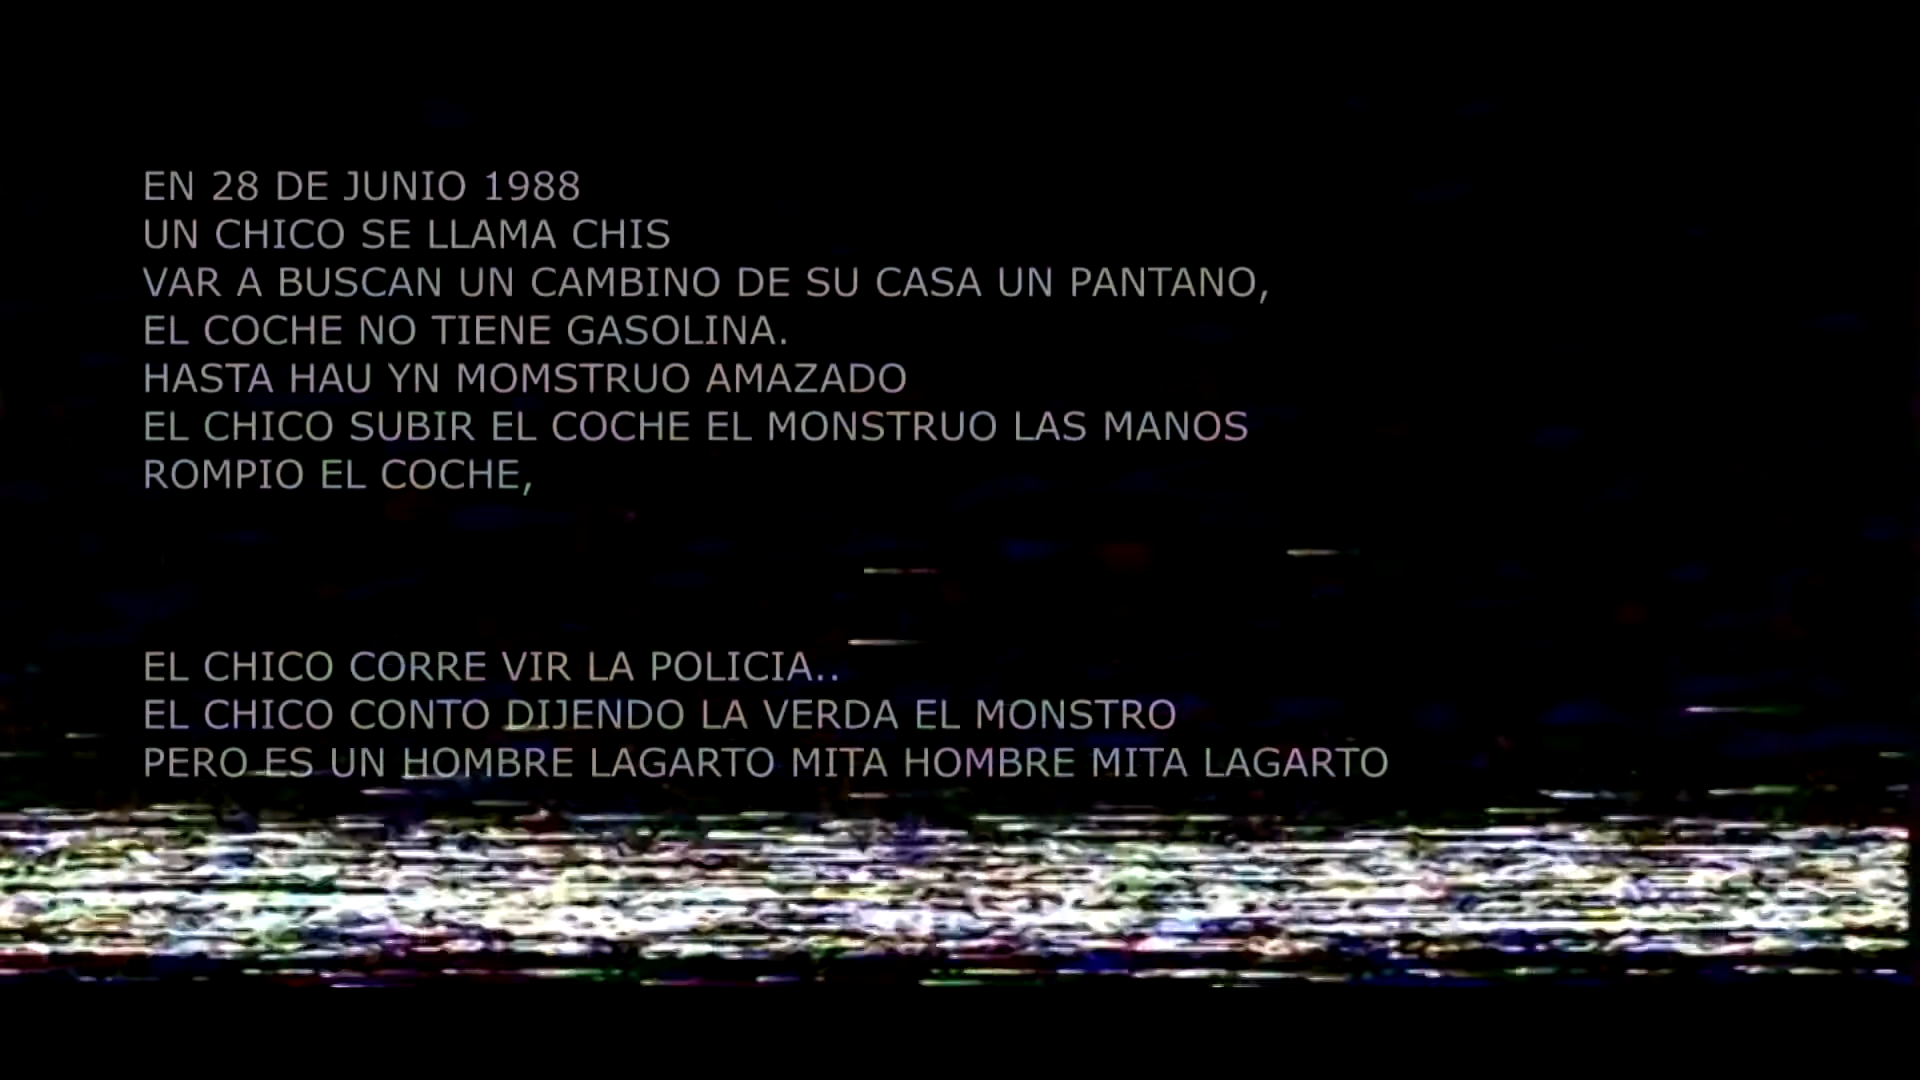 EN 28 DE JUNIO 1988
UN CHICO SE LLAMA CHIS
VAR A BUSCAN UN CAMBINO DE SU CASA UN PANTANO,
EL COCHE NO TIENE GASOLINA.
HASTA HAU YN MOMSTRUO AMAZADO
EL CHICO SUBIR EL COCHE EL MONSTRUO LAS MANOS
ROMPIO EL COCHE,
EL CHICO CORRE VIR LA POLICIA..
EL CHICO CONTO DIJENDO LA VERDA EL MONSTRO
PERO ES UN HOMBRE LAGARTO MITA HOMBRE MITA LAGARTO